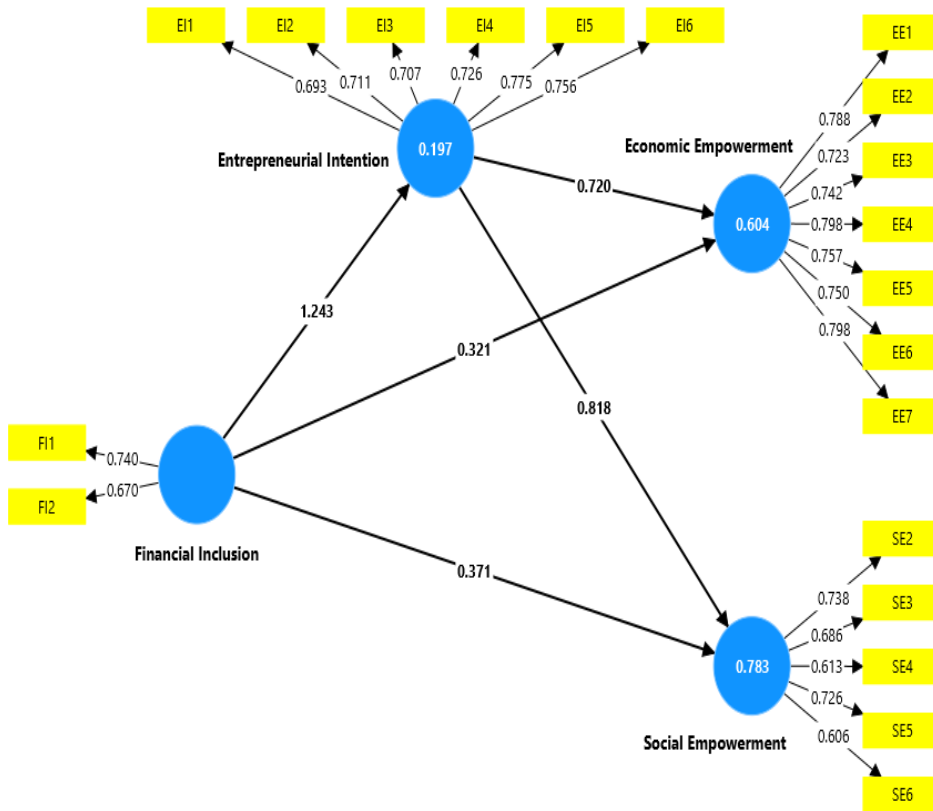 EI1
EI2
EI3
EI4
EI5
EI6
0.693
0.711
0.707
0.726
0.775
0.756
Entrepreneurial Intention
0.197
Economic Empowerment
0.604
EE1
EE2
EE3
EE4
EE5
EE6
EE7
0.788
0.723
0.742
0.798
0.757
0.750
0.798
0.720
1.243
0.321
0.818
0.371
FI1
FI2
0.740
0.670
Financial Inclusion
SE2
SE3
SE4
SE5
SE6
0.738
0.686
0.613
0.726
0.606
0.783
Social Empowerment